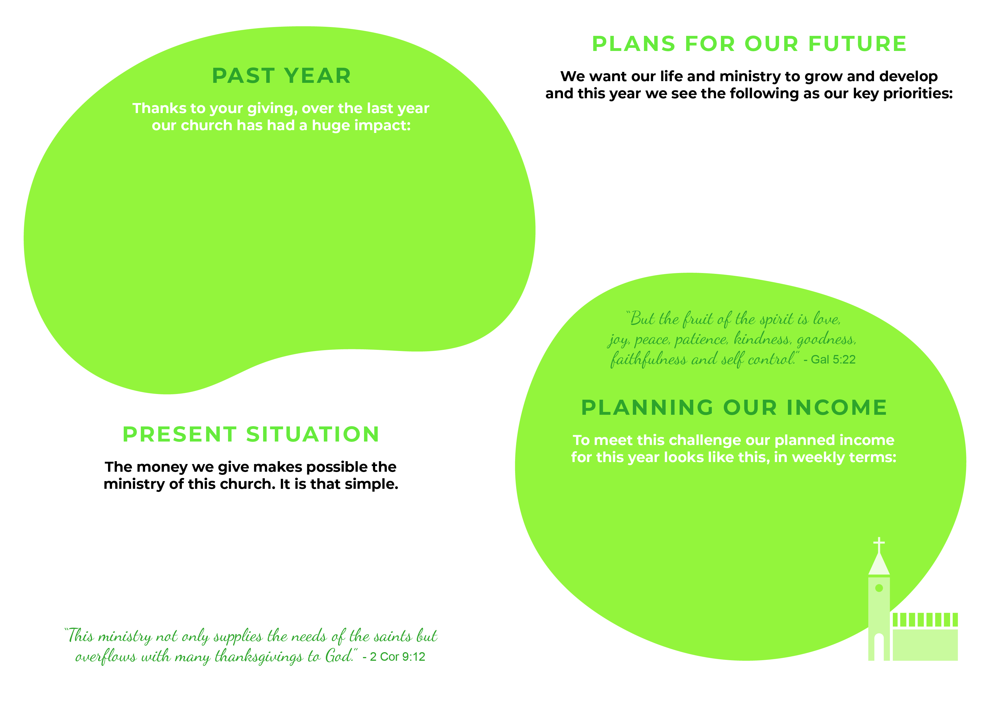 PAST YEAR
Thanks to your giving, over the last year
our church has had a huge impact:
PRESENT SITUATION
The money we give makes possible the
ministry of this church. It is that simple.
“This ministry not only supplies the needs of the saints but
overflows with many thanksgivings to God.” - 2 Cor 9:12
PLANS FOR OUR FUTURE
We want our life and ministry to grow and develop
and this year we see the following as our key priorities:
“But the fruit of the spirit is love,
joy, peace, patience, kindness, goodness,
faithfulness and self control.” - Gal 5:22
PLANNING OUR INCOME
To meet this challenge our planned income
for this year looks like this, in weekly terms: